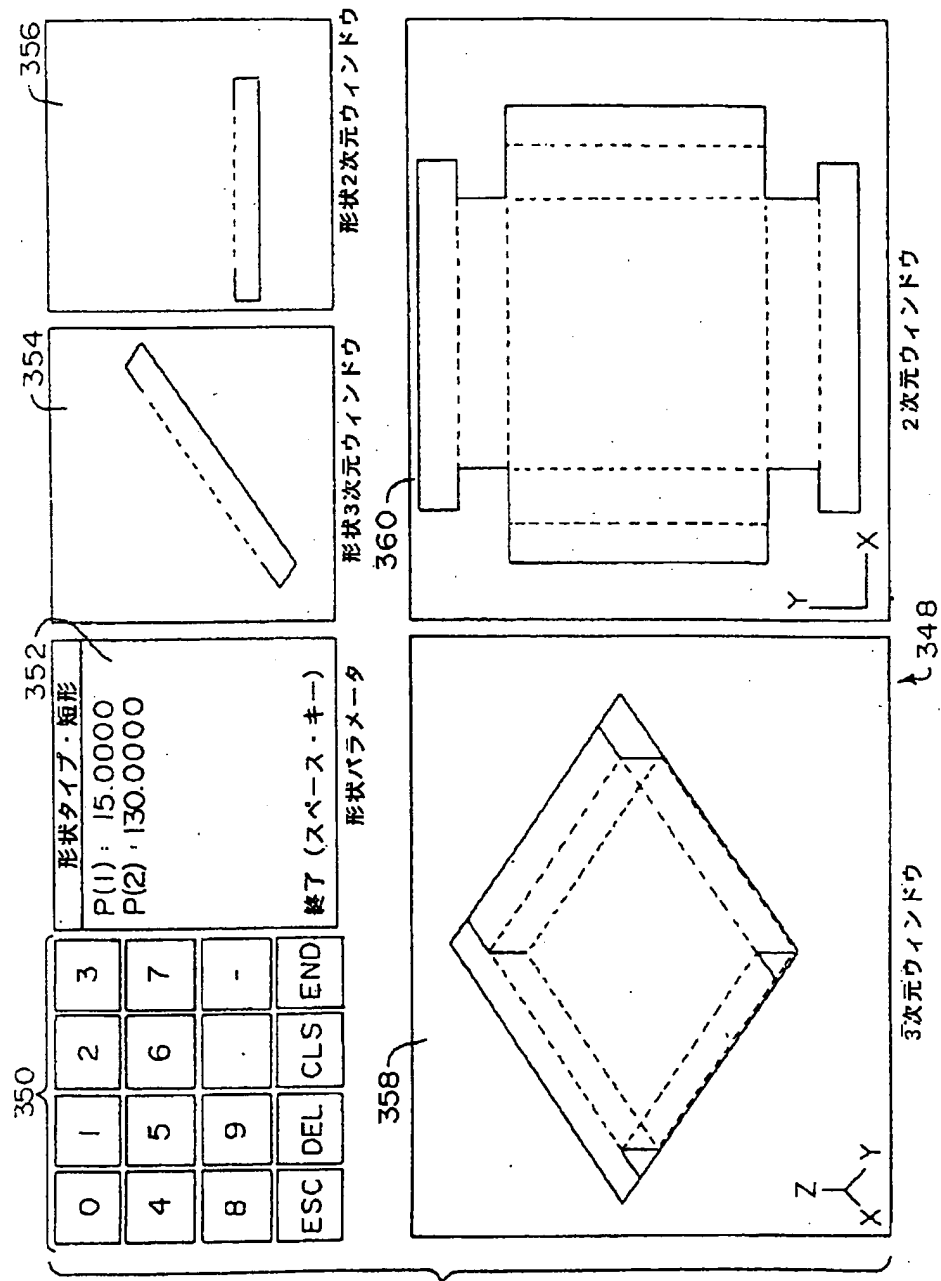 350
0 1 2 3
4 5 6 7
8 9 . -
ESC DEL CLS END
352
形状タイプ・短形
P(1): 15.0000
P(2): 130.0000
終了 (スペース・キー)
形状パラメータ
354
形状3次元ウィンドウ
356
形状2次元ウィンドウ
358
Z
X Y
3次元ウィンドウ
360
Y
X
2次元ウィンドウ
348